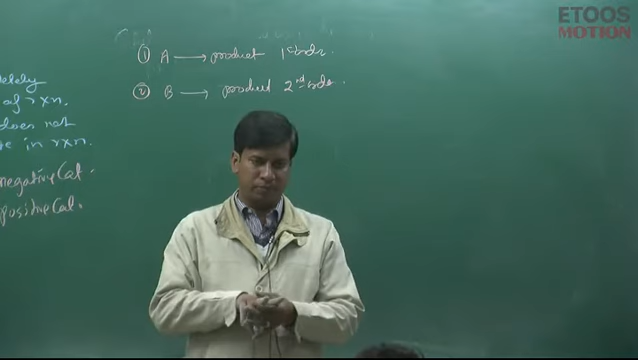 ① A ⟶ product 1st order.
② B ⟶ product 2nd order.
of rxn.
does not
in rxn.
negative Cat.
positive Cat.
ETOOS
MOTION